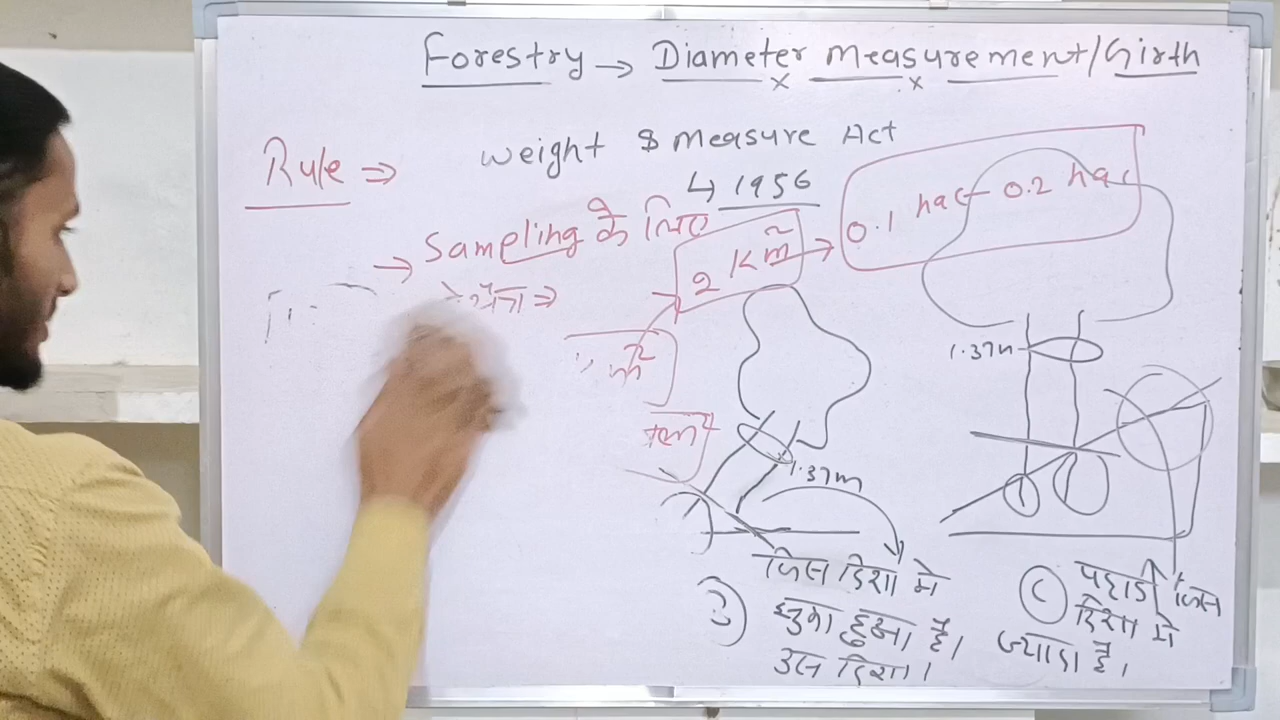 Forestry → Diameter Measurement/Girth
Rule ⇒ weight & measure Act
↳ 1956
→ Sampling के लिए
2 Km² → 0.1 hac - 0.2 hac
1.37m
1.37m
जिस दिशा मे
झुका हुआ है।
उस दिशा।
(C) पहाडी जिस
दिशा मे
ज्यादा है।